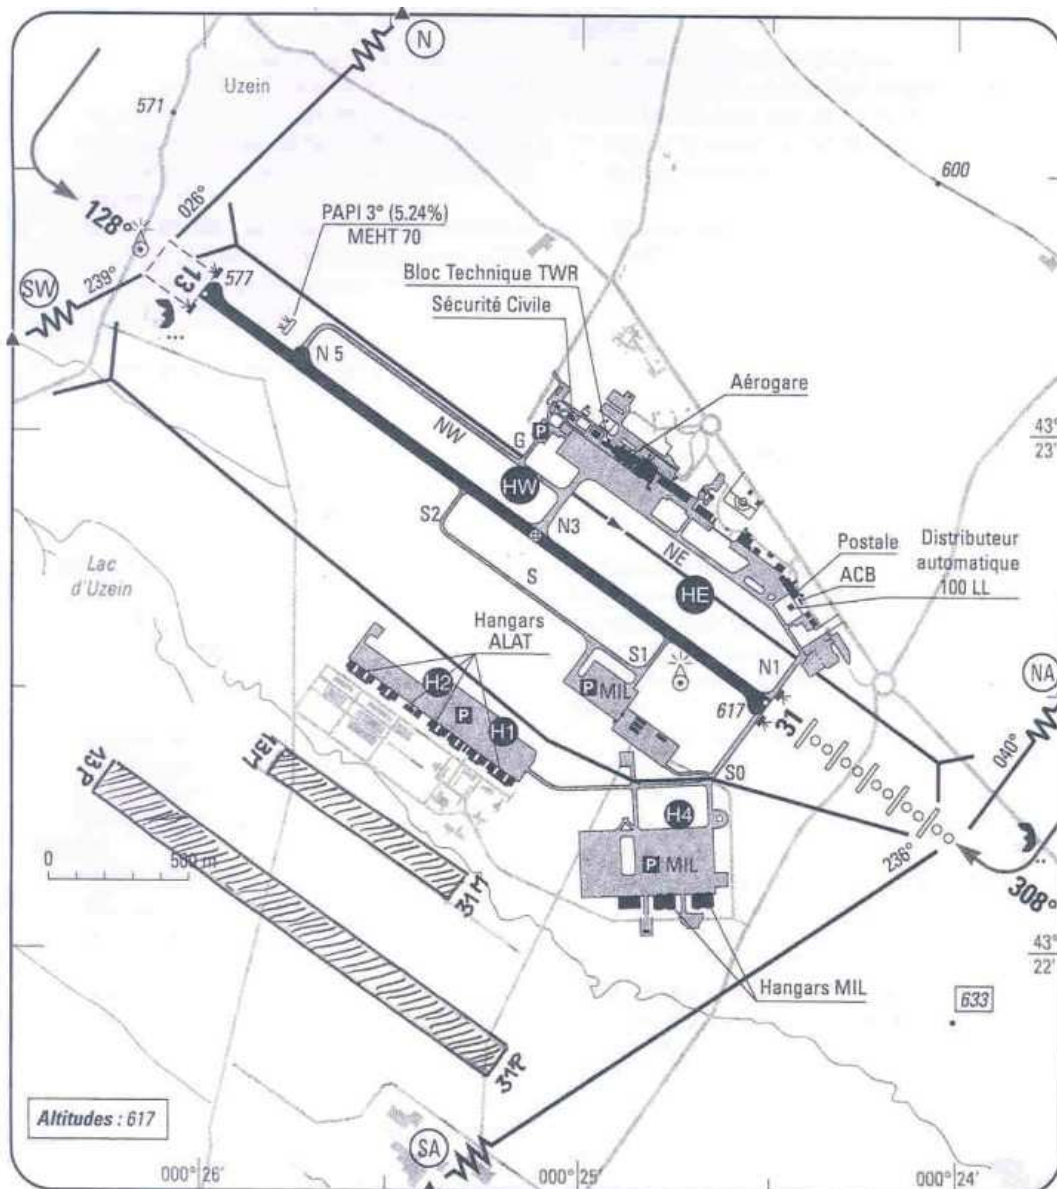 N
Uzein
571
600
026°
128°
PAPI 3° (5.24%)
MEHT 70
Bloc Technique TWR
Sécurité Civile
SW
239°
13
577
N 5
Aérogare
NW
G
P
43°
23'
HW
S2
N3
NE
Postale
Distributeur
automatique
100 LL
ACB
Lac
d'Uzein
S
HE
Hangars
ALAT
S1
N1
NA
H2
P MIL
617
31
P
H1
040°
S0
13P
13M
H4
0
500 m
P MIL
236°
31M
308°
43°
22'
Hangars MIL
633
31P
Altitudes : 617
SA
000° 26'
000° 25'
000° 24'